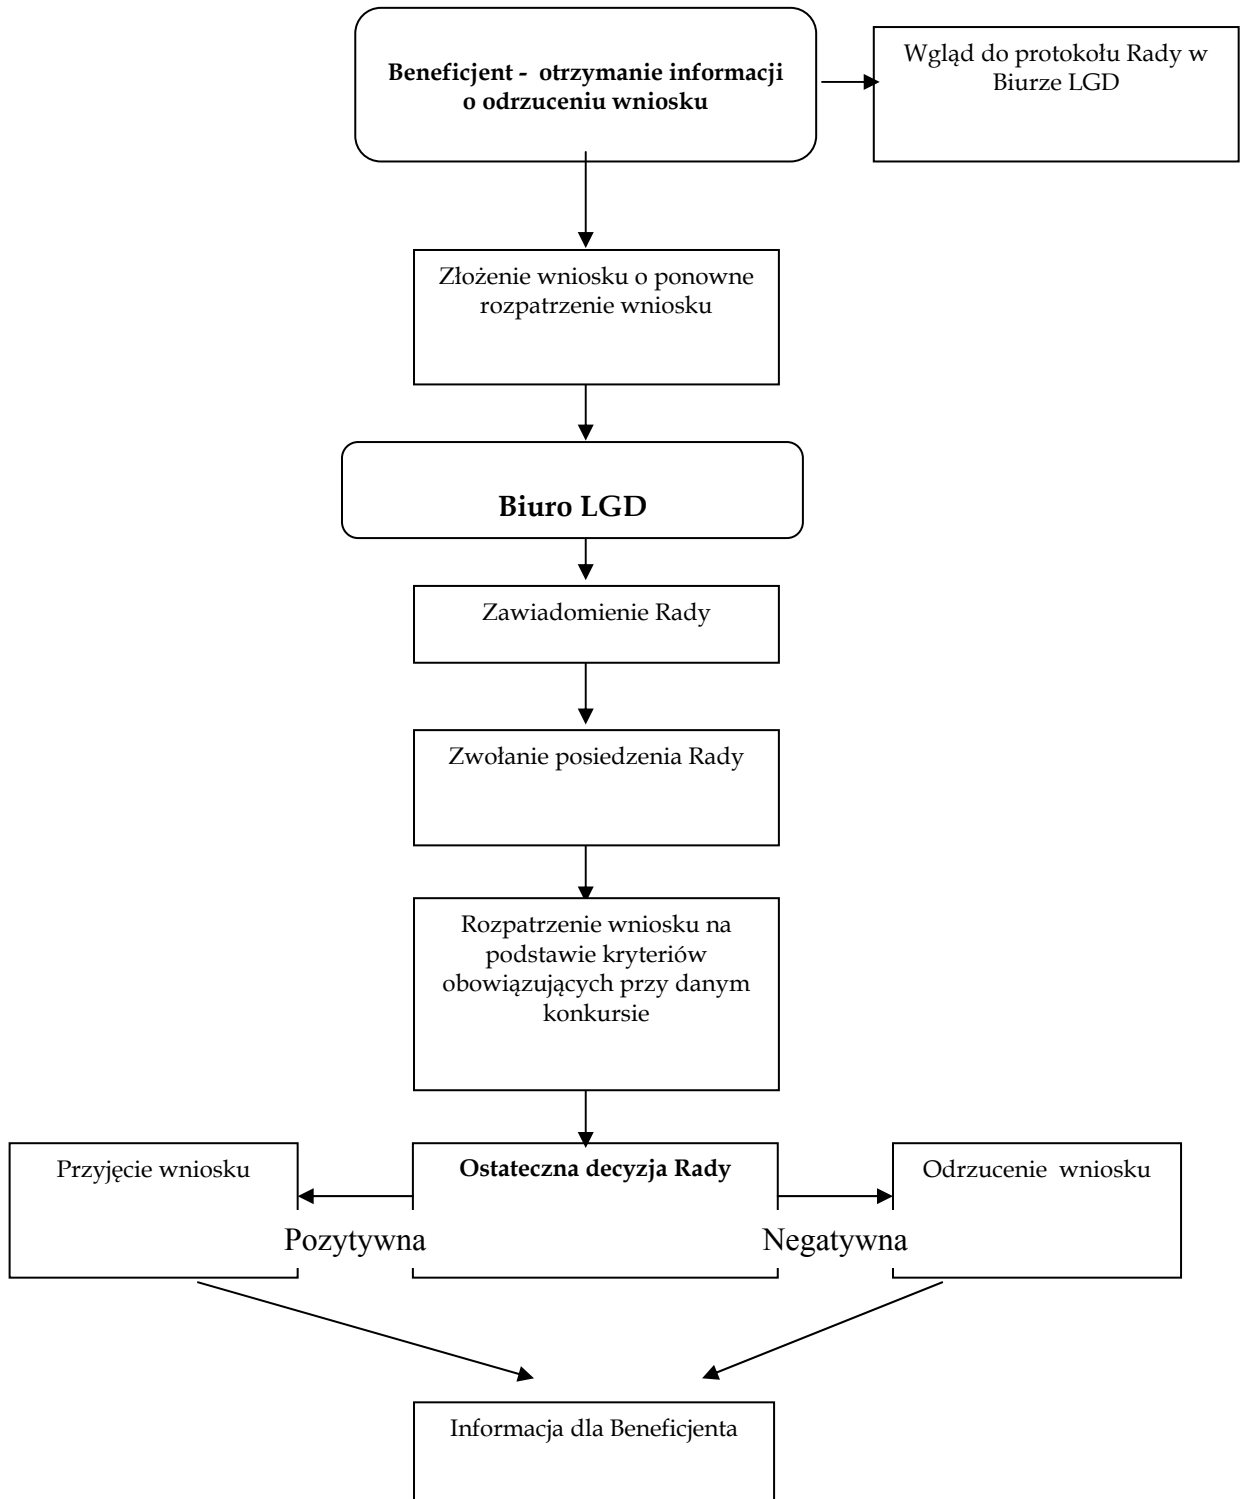 Beneficjent - otrzymanie informacji
o odrzuceniu wniosku
Wgląd do protokołu Rady w
Biurze LGD
Złożenie wniosku o ponowne
rozpatrzenie wniosku
Biuro LGD
Zawiadomienie Rady
Zwołanie posiedzenia Rady
Rozpatrzenie wniosku na
podstawie kryteriów
obowiązujących przy danym
konkursie
Przyjęcie wniosku
Ostateczna decyzja Rady
Odrzucenie wniosku
Pozytywna
Negatywna
Informacja dla Beneficjenta